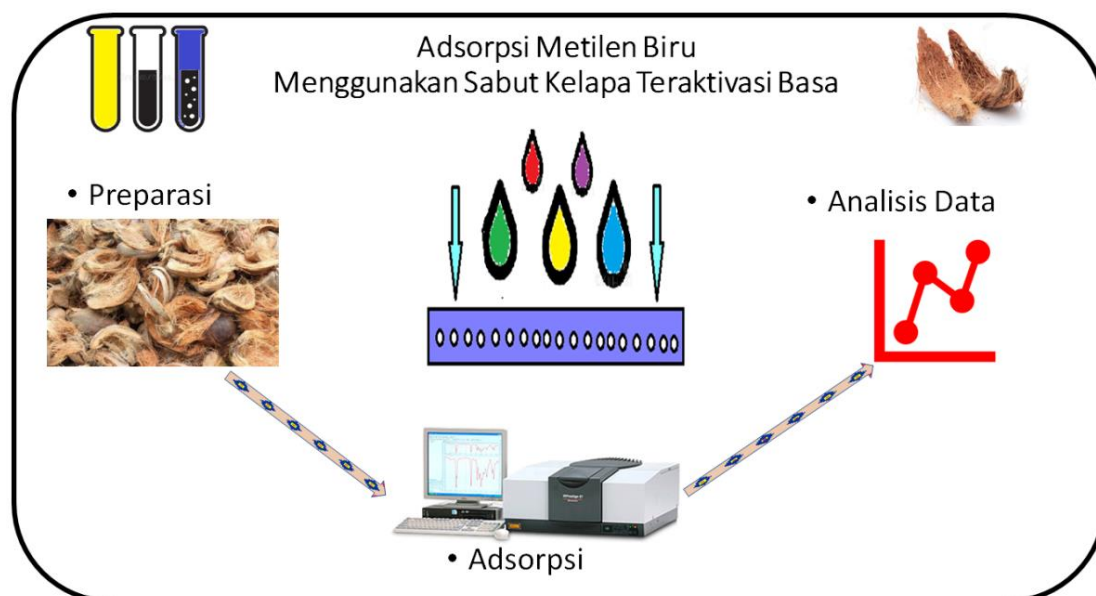 Adsorpsi Metilen Biru
Menggunakan Sabut Kelapa Teraktivasi Basa
• Preparasi
• Analisis Data
• Adsorpsi